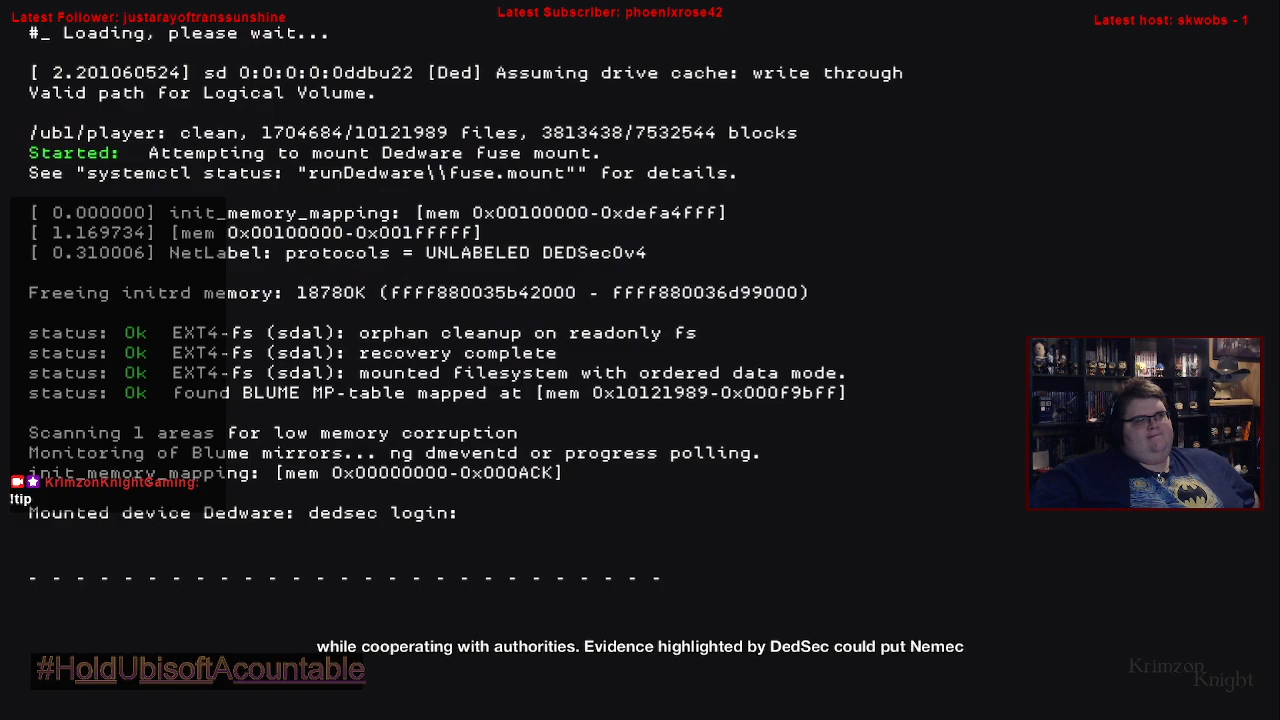 Latest Follower: justarayoftranssunshine
Latest Subscriber: phoenixrose42
Latest host: skwobs - 1
#_ Loading, please wait...
[ 2.201060524] sd 0:0:0:0:0ddbu22 [Ded] Assuming drive cache: write through
Valid path for Logical Volume.
/ubl/player: clean, 1704684/10121989 files, 3813438/7532544 blocks
Started: Attempting to mount Dedware fuse mount.
See "systemctl status: "runDedware\\fuse.mount"" for details.
[ 0.000000] init_memory_mapping: [mem 0x00100000-0xdefa4fff]
[ 1.169734] [mem 0x00100000-0x001fffff]
[ 0.310006] NetLabel: protocols = UNLABELED DEDSecOv4
Freeing initrd memory: 18780K (ffff880035b42000 - ffff880036d99000)
status: Ok EXT4-fs (sdal): orphan cleanup on readonly fs
status: Ok EXT4-fs (sdal): recovery complete
status: Ok EXT4-fs (sdal): mounted filesystem with ordered data mode.
status: Ok found BLUME MP-table mapped at [mem 0x10121989-0x000f9bff]
Scanning 1 areas for low memory corruption
Monitoring of Blume mirrors... ng dmeventd or progress polling.
init_memory_mapping: [mem 0x00000000-0x000ACK]
KrimzonKnightGaming:
!tip
Mounted device Dedware: dedsec login:
- - - - - - - - - - - - - - - - - - - - - - - - - - -
while cooperating with authorities. Evidence highlighted by DedSec could put Nemec
#HoldUbisoftAcountable
Krimzon
Knight